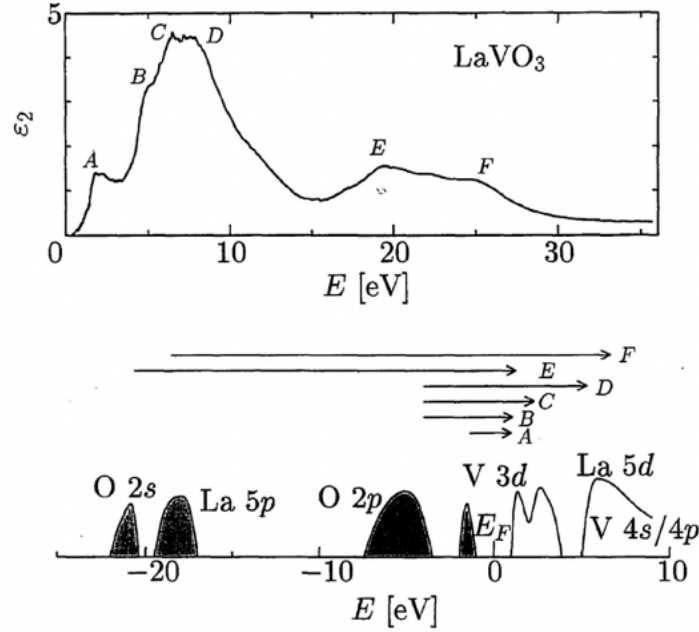 5
C D
LaVO₃
B
ε₂
A
E
F
0 10 20 30
E [eV]
F
E
D
C
B
A
O 2s La 5p O 2p V 3d La 5d
E_F V 4s/4p
−20 −10 0 10
E [eV]